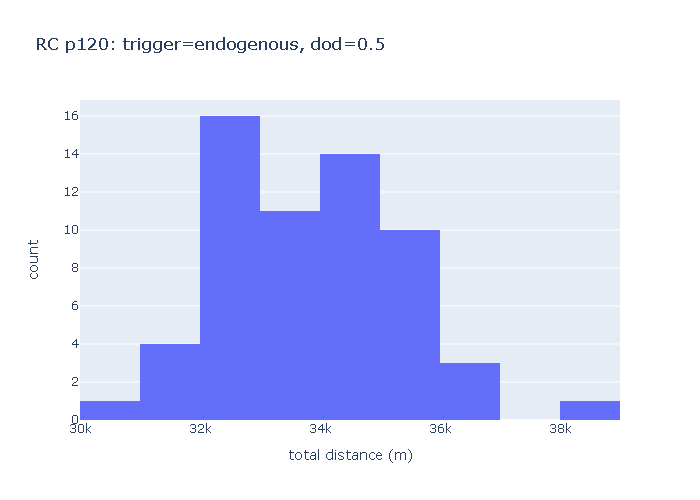 RC p120: trigger=endogenous, dod=0.5
16
14
12
10
8
6
4
2
0
count
30k
32k
34k
36k
38k
total distance (m)